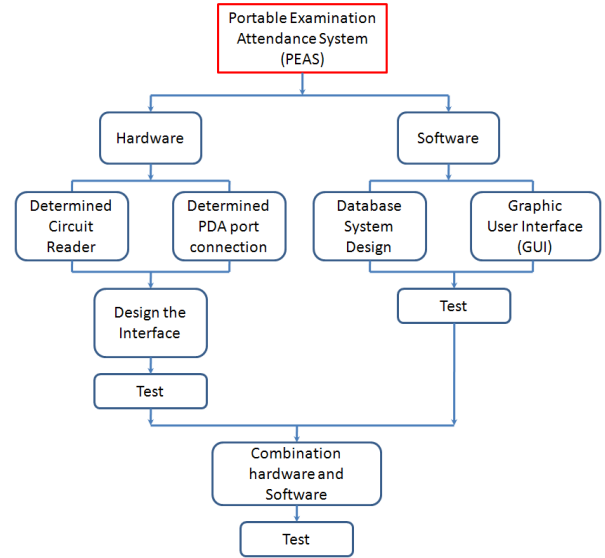 Portable Examination
Attendance System
(PEAS)
Hardware
Software
Determined
Circuit
Reader
Determined
PDA port
connection
Database
System
Design
Graphic
User Interface
(GUI)
Design the
Interface
Test
Test
Combination
hardware and
Software
Test